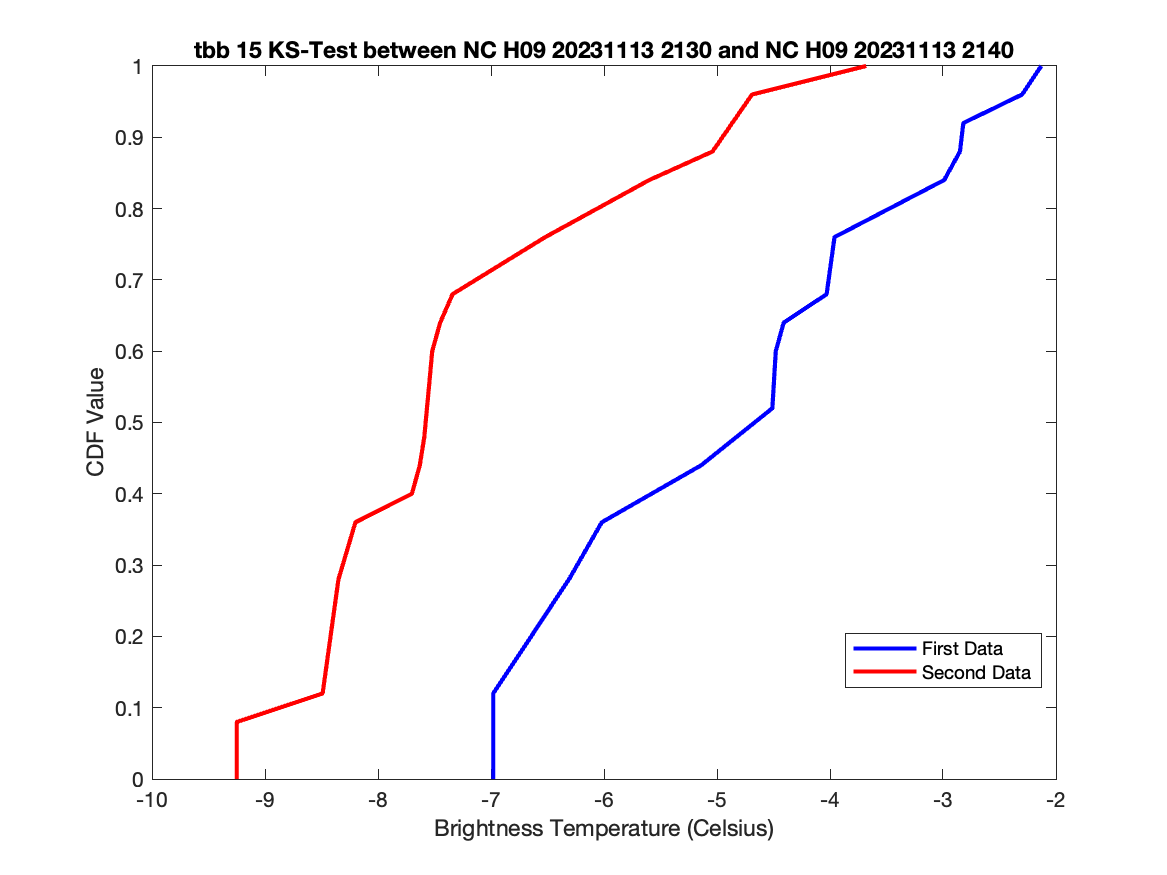 tbb 15 KS-Test between NC H09 20231113 2130 and NC H09 20231113 2140
1
0.9
0.8
0.7
0.6
0.5
0.4
0.3
0.2
0.1
0
CDF Value
First Data
Second Data
-10 -9 -8 -7 -6 -5 -4 -3 -2
Brightness Temperature (Celsius)